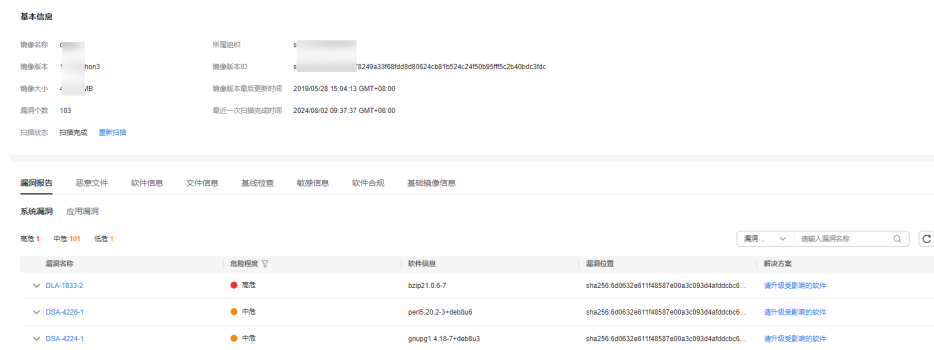 基本信息
镜像名称 所属组织
镜像版本 hon3 镜像版本ID 8249a33f68fdd8d80624cb81b524c24f50b95fff5c2b40bdc3fdc
镜像大小 MB 镜像版本最后更新时间 2019/05/28 15:04:13 GMT+08:00
漏洞个数 103 最近一次扫描完成时间 2024/08/02 09:37:37 GMT+08:00
扫描状态 扫描完成 重新扫描
漏洞报告 恶意文件 软件信息 文件信息 基线检查 敏感信息 软件合规 基础镜像信息
系统漏洞 应用漏洞
高危 1 中危 101 低危 1
漏洞... 请输入漏洞名称
漏洞名称 危险程度 软件信息 漏洞位置 解决方案
DLA-1833-2 高危 bzip21.0.6-7 sha256:6d0632e611f48587e00a3c093d4afddcbc6... 请升级受影响的软件
DSA-4226-1 中危 perl5.20.2-3+deb8u6 sha256:6d0632e611f48587e00a3c093d4afddcbc6... 请升级受影响的软件
DSA-4224-1 中危 gnupg1.4.18-7+deb8u3 sha256:6d0632e611f48587e00a3c093d4afddcbc6... 请升级受影响的软件